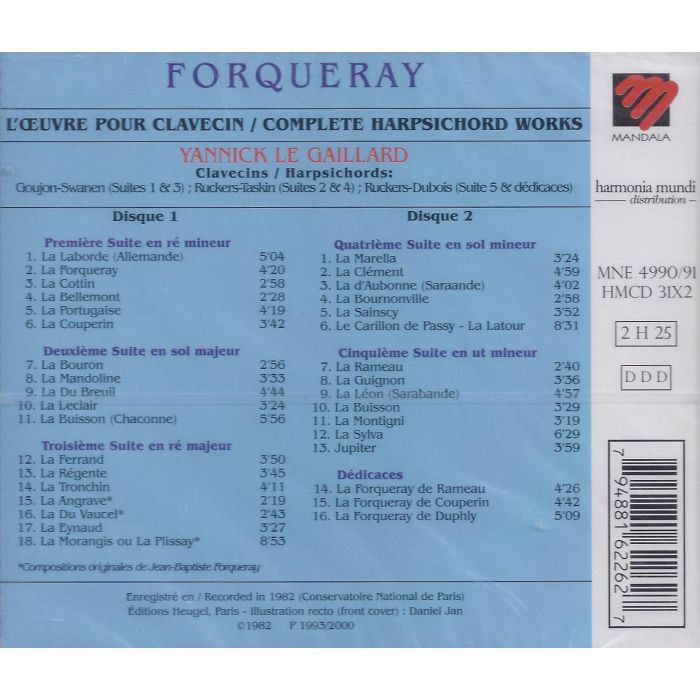 FORQUERAY
L'ŒUVRE POUR CLAVECIN / COMPLETE HARPSICHORD WORKS
YANNICK LE GAILLARD
Clavecins / Harpsichords:
Goujon-Swanen (Suites 1 & 3) ; Ruckers-Taskin (Suites 2 & 4) ; Ruckers-Dubois (Suite 5 & dédicaces)
Disque 1
Première Suite en ré mineur
1. La Laborde (Allemande) 5'04
2. La Forqueray 4'20
3. La Cottin 2'58
4. La Bellemont 2'28
5. La Portugaise 4'19
6. La Couperin 3'42
Deuxième Suite en sol majeur
7. La Bouron 2'56
8. La Mandoline 3'33
9. La Du Breuil 4'44
10. La Leclair 3'24
11. La Buisson (Chaconne) 5'56
Troisième Suite en ré majeur
12. La Ferrand 3'50
13. La Régente 3'45
14. La Tronchin 4'11
15. La Angrave* 2'19
16. La Du Vaucel* 2'43
17. La Eynaud 3'27
18. La Morangis ou La Plissay* 8'53
*Compositions originales de Jean-Baptiste Forqueray
Disque 2
Quatrième Suite en sol mineur
1. La Marella 3'24
2. La Clément 4'59
3. La d'Aubonne (Saraande) 4'02
4. La Bournonville 2'58
5. La Sainscy 3'52
6. Le Carillon de Passy - La Latour 8'31
Cinquième Suite en ut mineur
7. La Rameau 2'40
8. La Guignon 3'36
9. La Léon (Sarabande) 4'57
10. La Buisson 3'29
11. La Montigni 3'19
12. La Sylva 6'29
13. Jupiter 3'59
Dédicaces
14. La Forqueray de Rameau 4'26
15. La Forqueray de Couperin 4'42
16. La Forqueray de Duphly 5'09
Enregistré en / Recorded in 1982 (Conservatoire National de Paris)
Éditions Heugel, Paris - Illustration recto (front cover) : Daniel Jan
©1982 P 1993/2000
MANDALA
harmonia mundi
distribution
MNE 4990/91
HMCD 31X2
2 H 25
D D D
7 94881 62262 7